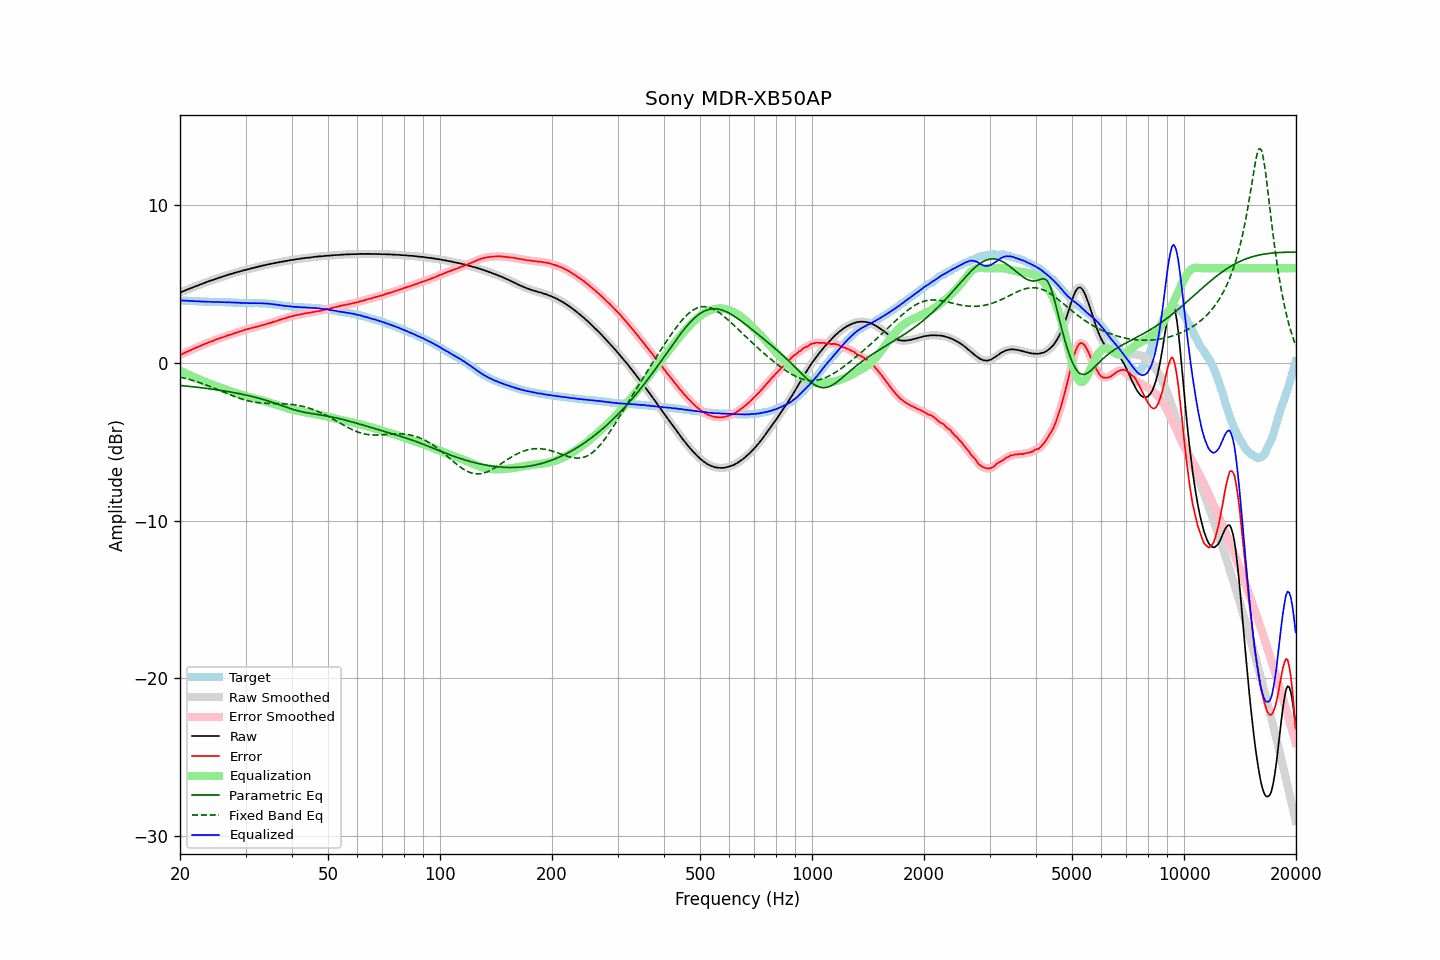 Sony MDR-XB50AP
Amplitude (dBr)
10
0
−10
−20
−30
Target
Raw Smoothed
Error Smoothed
Raw
Error
Equalization
Parametric Eq
Fixed Band Eq
Equalized
20 50 100 200 500 1000 2000 5000 10000 20000
Frequency (Hz)